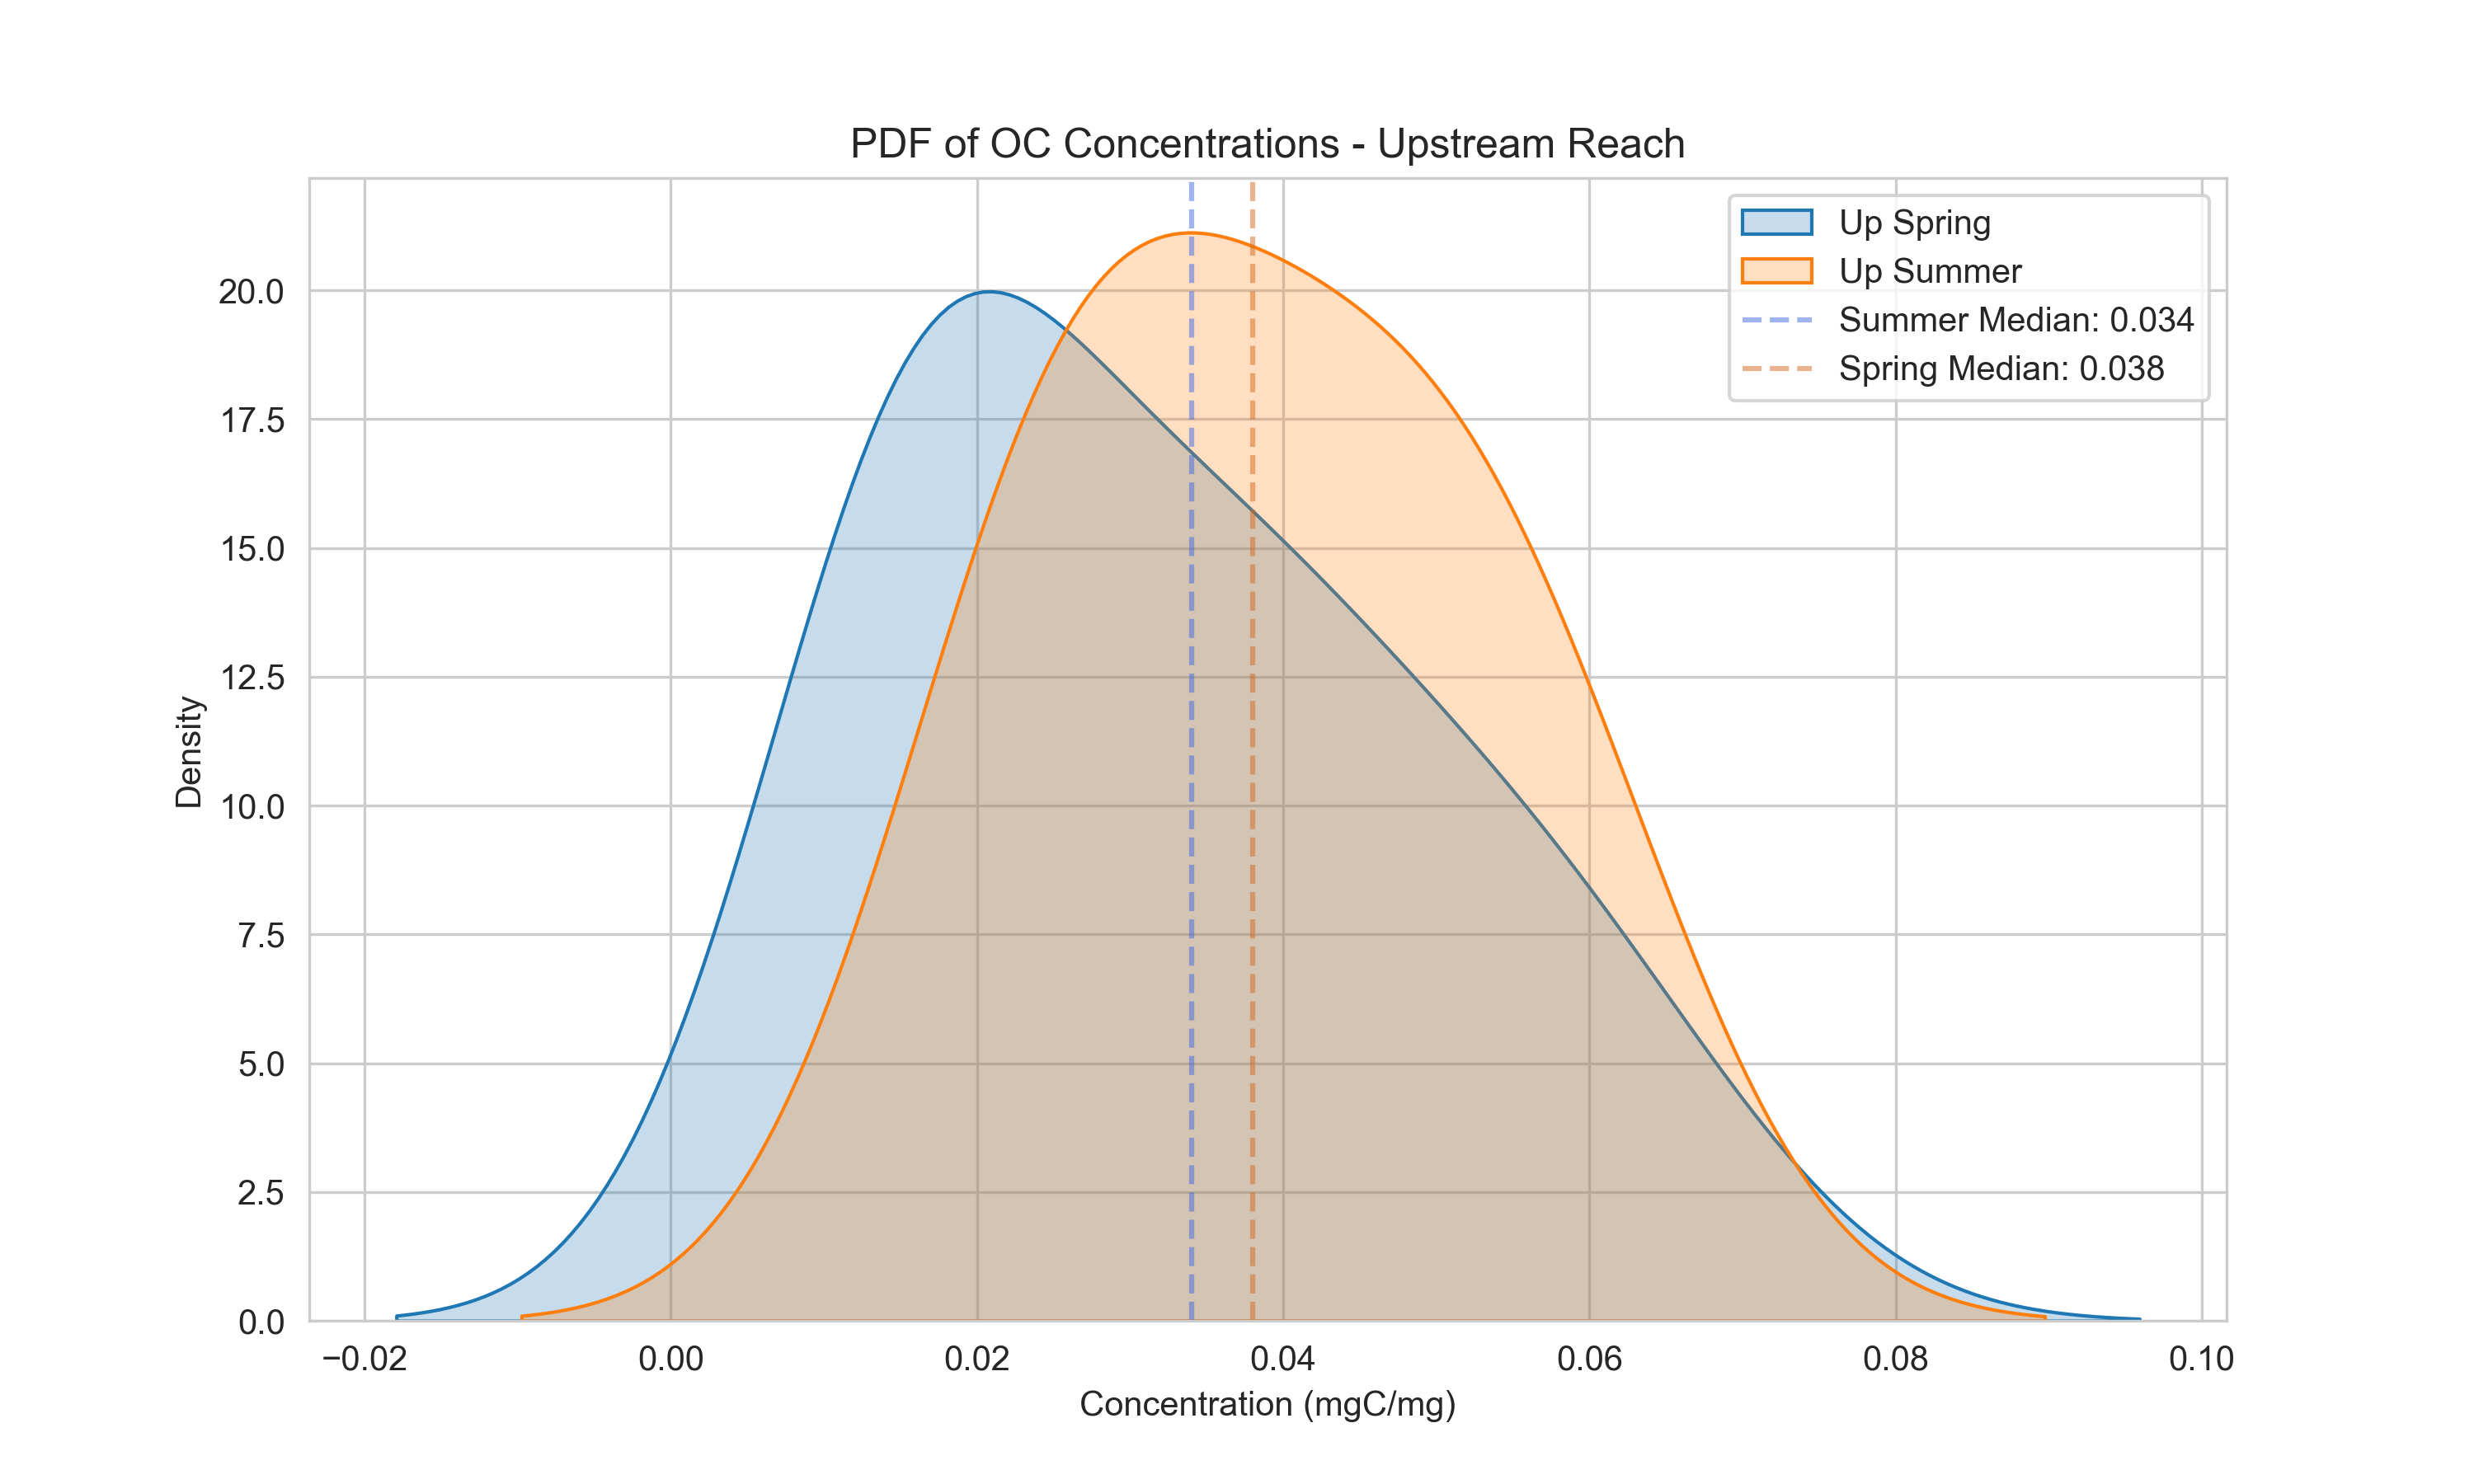 PDF of OC Concentrations - Upstream Reach
Up Spring
Up Summer
Summer Median: 0.034
Spring Median: 0.038
20.0
17.5
15.0
12.5
10.0
7.5
5.0
2.5
0.0
Density
−0.02 0.00 0.02 0.04 0.06 0.08 0.10
Concentration (mgC/mg)